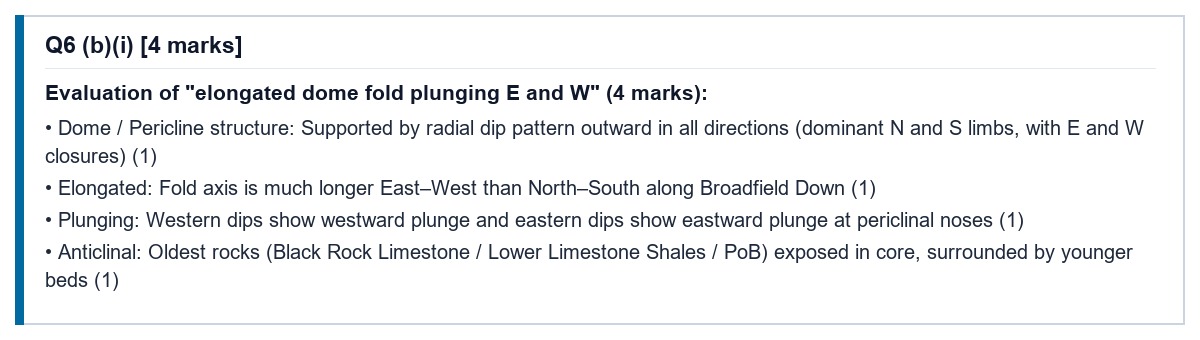 Q6 (b)(i) [4 marks]
Evaluation of "elongated dome fold plunging E and W" (4 marks):
• Dome / Pericline structure: Supported by radial dip pattern outward in all directions (dominant N and S limbs, with E and W
closures) (1)
• Elongated: Fold axis is much longer East–West than North–South along Broadfield Down (1)
• Plunging: Western dips show westward plunge and eastern dips show eastward plunge at periclinal noses (1)
• Anticlinal: Oldest rocks (Black Rock Limestone / Lower Limestone Shales / PoB) exposed in core, surrounded by younger
beds (1)